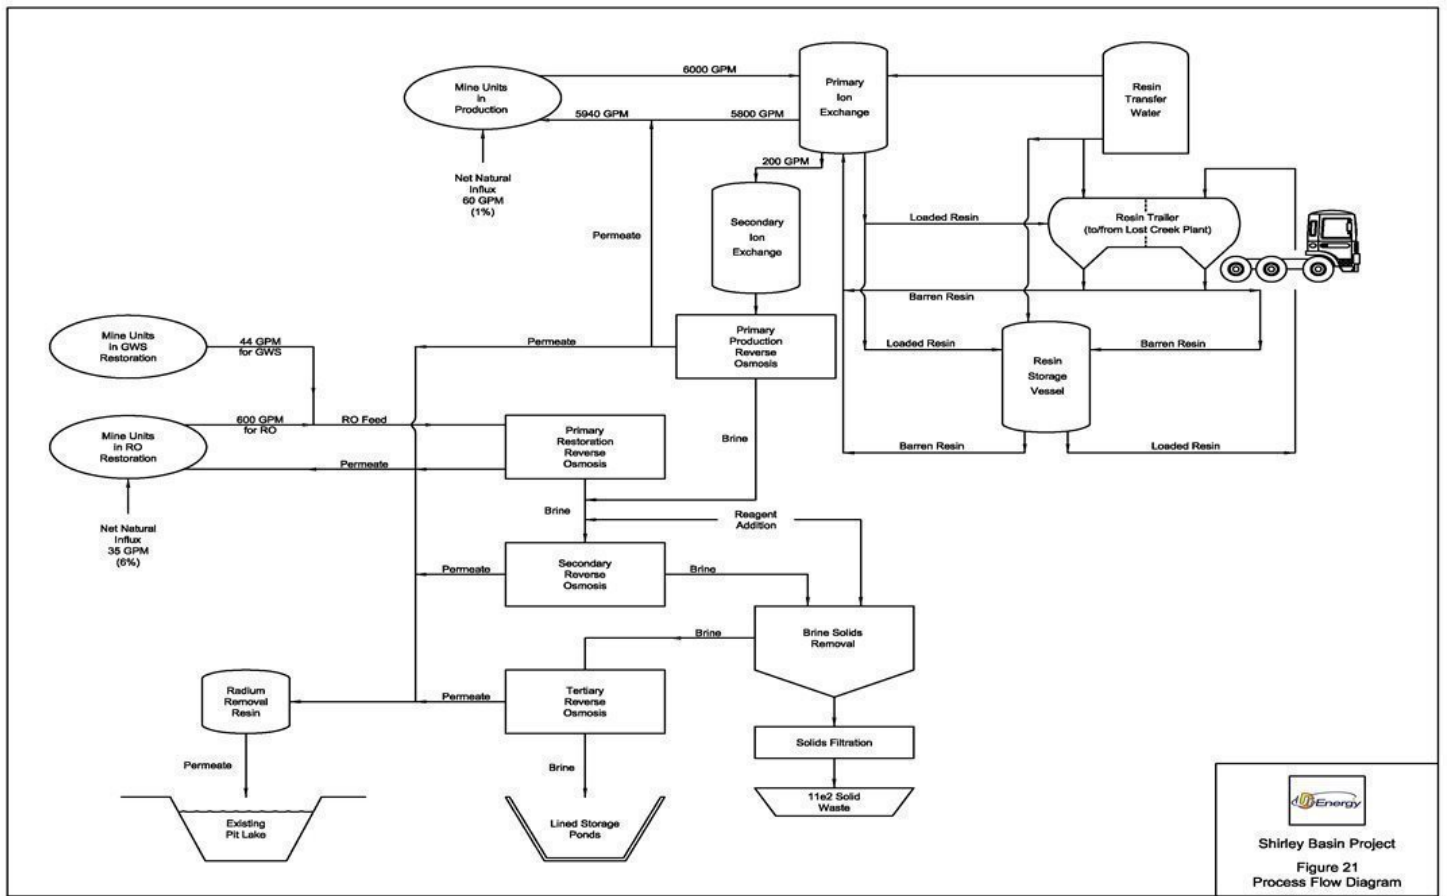 6000 GPM
Mine Units
in
Production
5940 GPM
5800 GPM
Primary
Ion
Exchange
Resin
Transfer
Water
Net Natural
Influx
60 GPM
(1%)
200 GPM
Permeate
Secondary
Ion
Exchange
Loaded Resin
Resin Trailer
(to/from Lost Creek Plant)
Barren Resin
Mine Units
in GWS
Restoration
44 GPM
for GWS
Permeate
Primary
Production
Reverse
Osmosis
Loaded Resin
Resin
Storage
Vessel
Barren Resin
Mine Units
in RO
Restoration
600 GPM
for RO
RO Feed
Permeate
Primary
Restoration
Reverse
Osmosis
Brine
Barren Resin
Loaded Resin
Net Natural
Influx
35 GPM
(6%)
Brine
Reagent
Addition
Permeate
Secondary
Reverse
Osmosis
Brine
Brine
Brine Solids
Removal
Radium
Removal
Resin
Permeate
Tertiary
Reverse
Osmosis
Solids Filtration
Permeate
Brine
11e2 Solid
Waste
Existing
Pit Lake
Lined Storage
Ponds
Energy
Shirley Basin Project
Figure 21
Process Flow Diagram